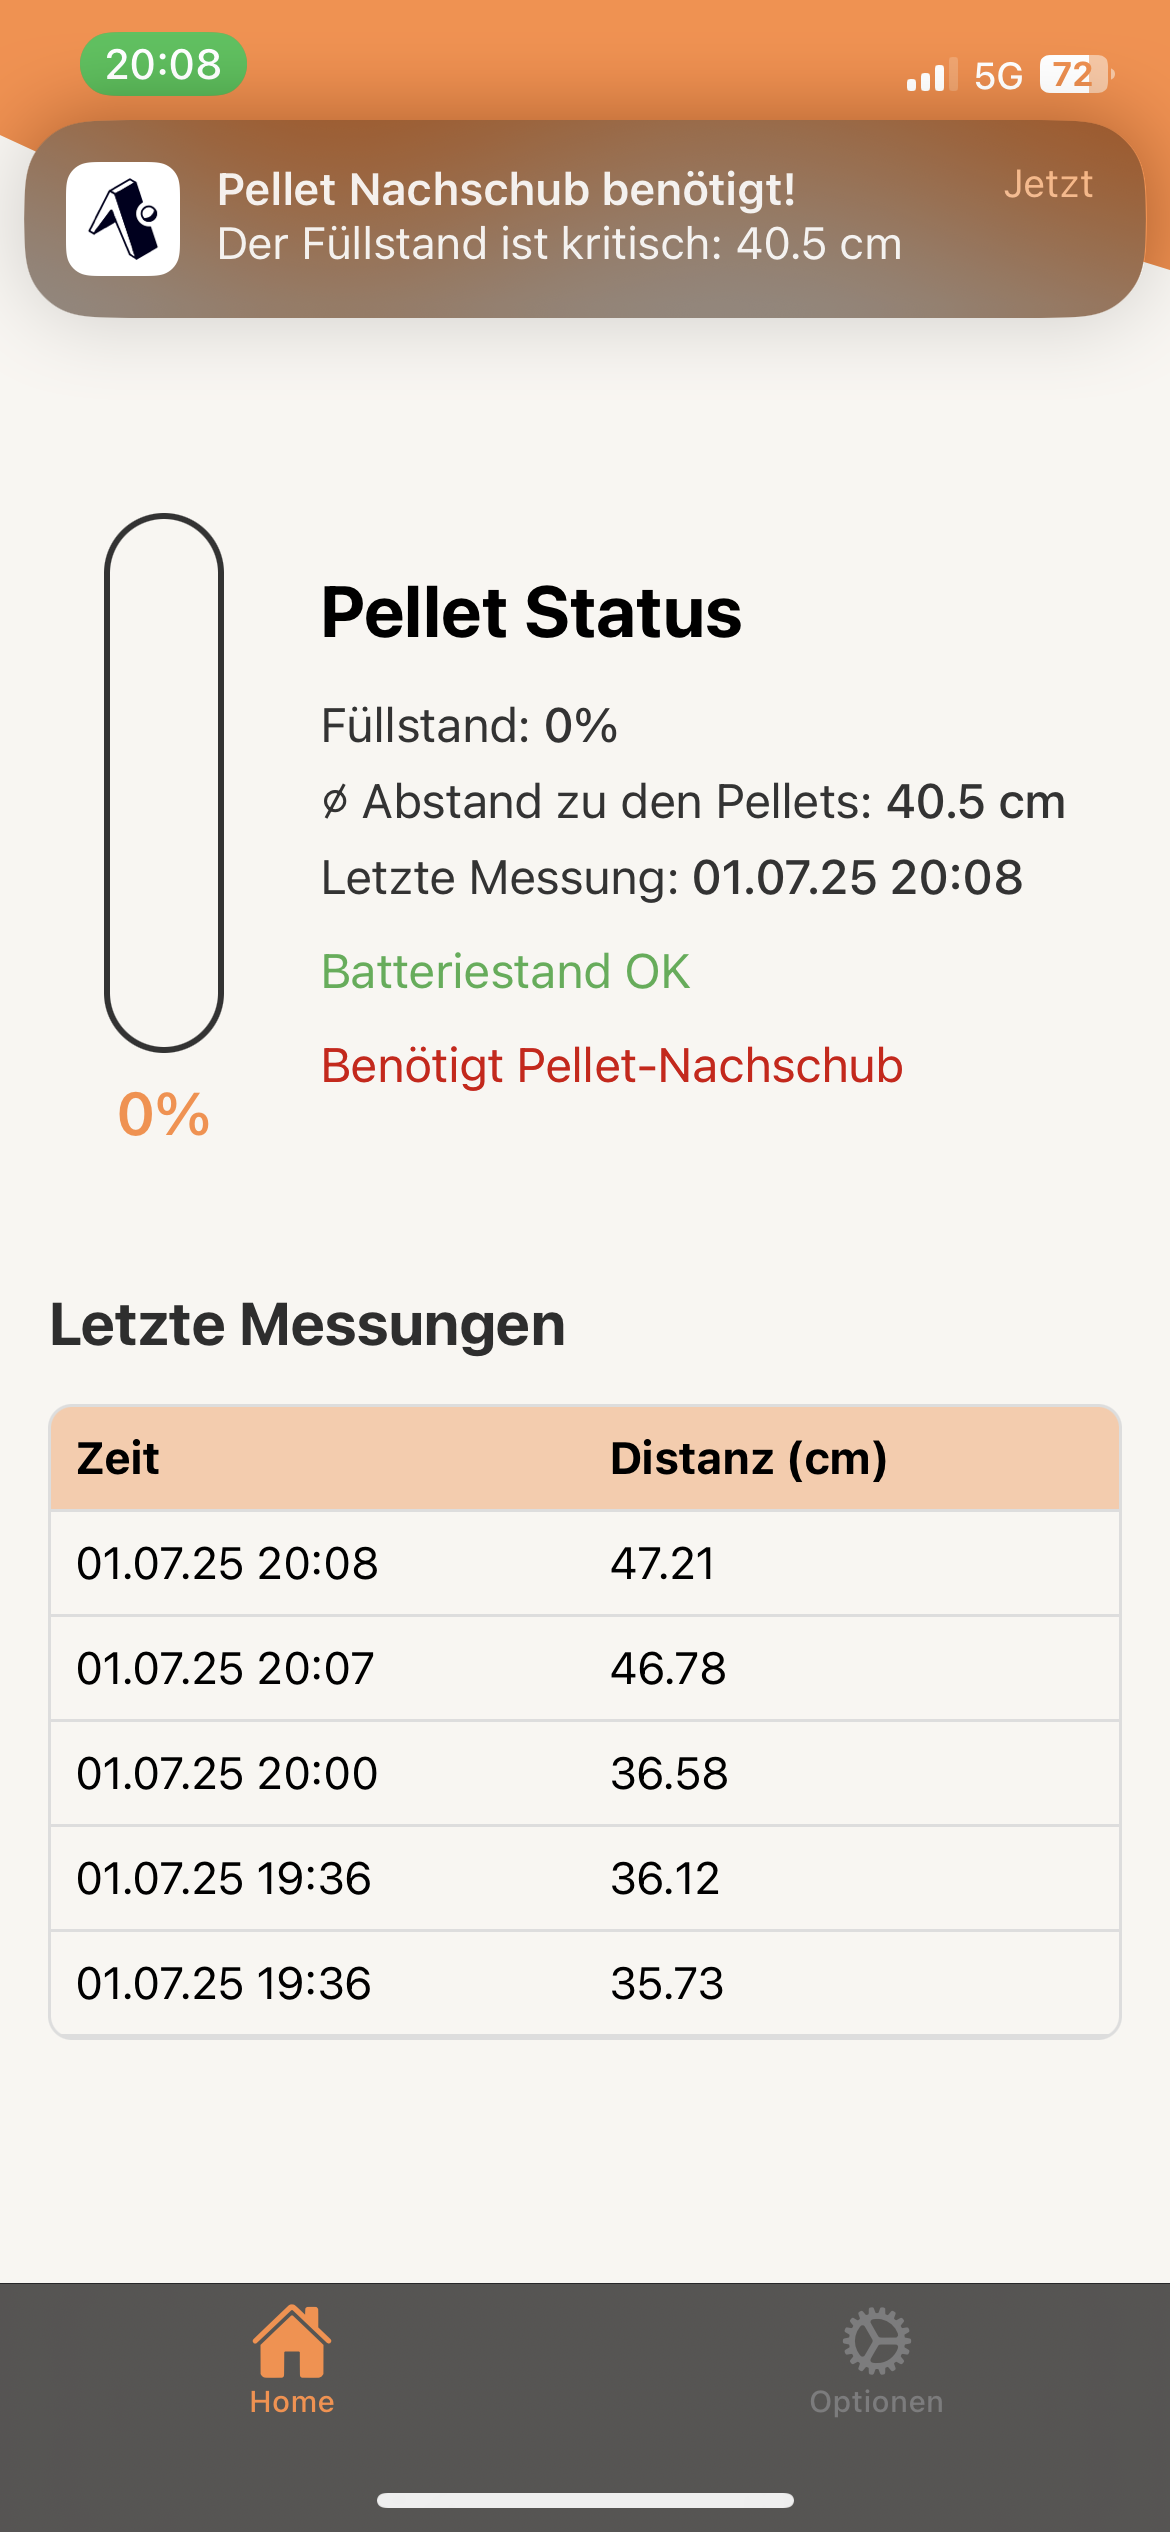 20:08
5G
72
Pellet Nachschub benötigt!
Jetzt
Der Füllstand ist kritisch: 40.5 cm
Pellet Status
Füllstand: 0%
∅ Abstand zu den Pellets: 40.5 cm
Letzte Messung: 01.07.25 20:08
Batteriestand OK
Benötigt Pellet-Nachschub
0%
Letzte Messungen
Zeit Distanz (cm)
01.07.25 20:08 47.21
01.07.25 20:07 46.78
01.07.25 20:00 36.58
01.07.25 19:36 36.12
01.07.25 19:36 35.73
Home Optionen